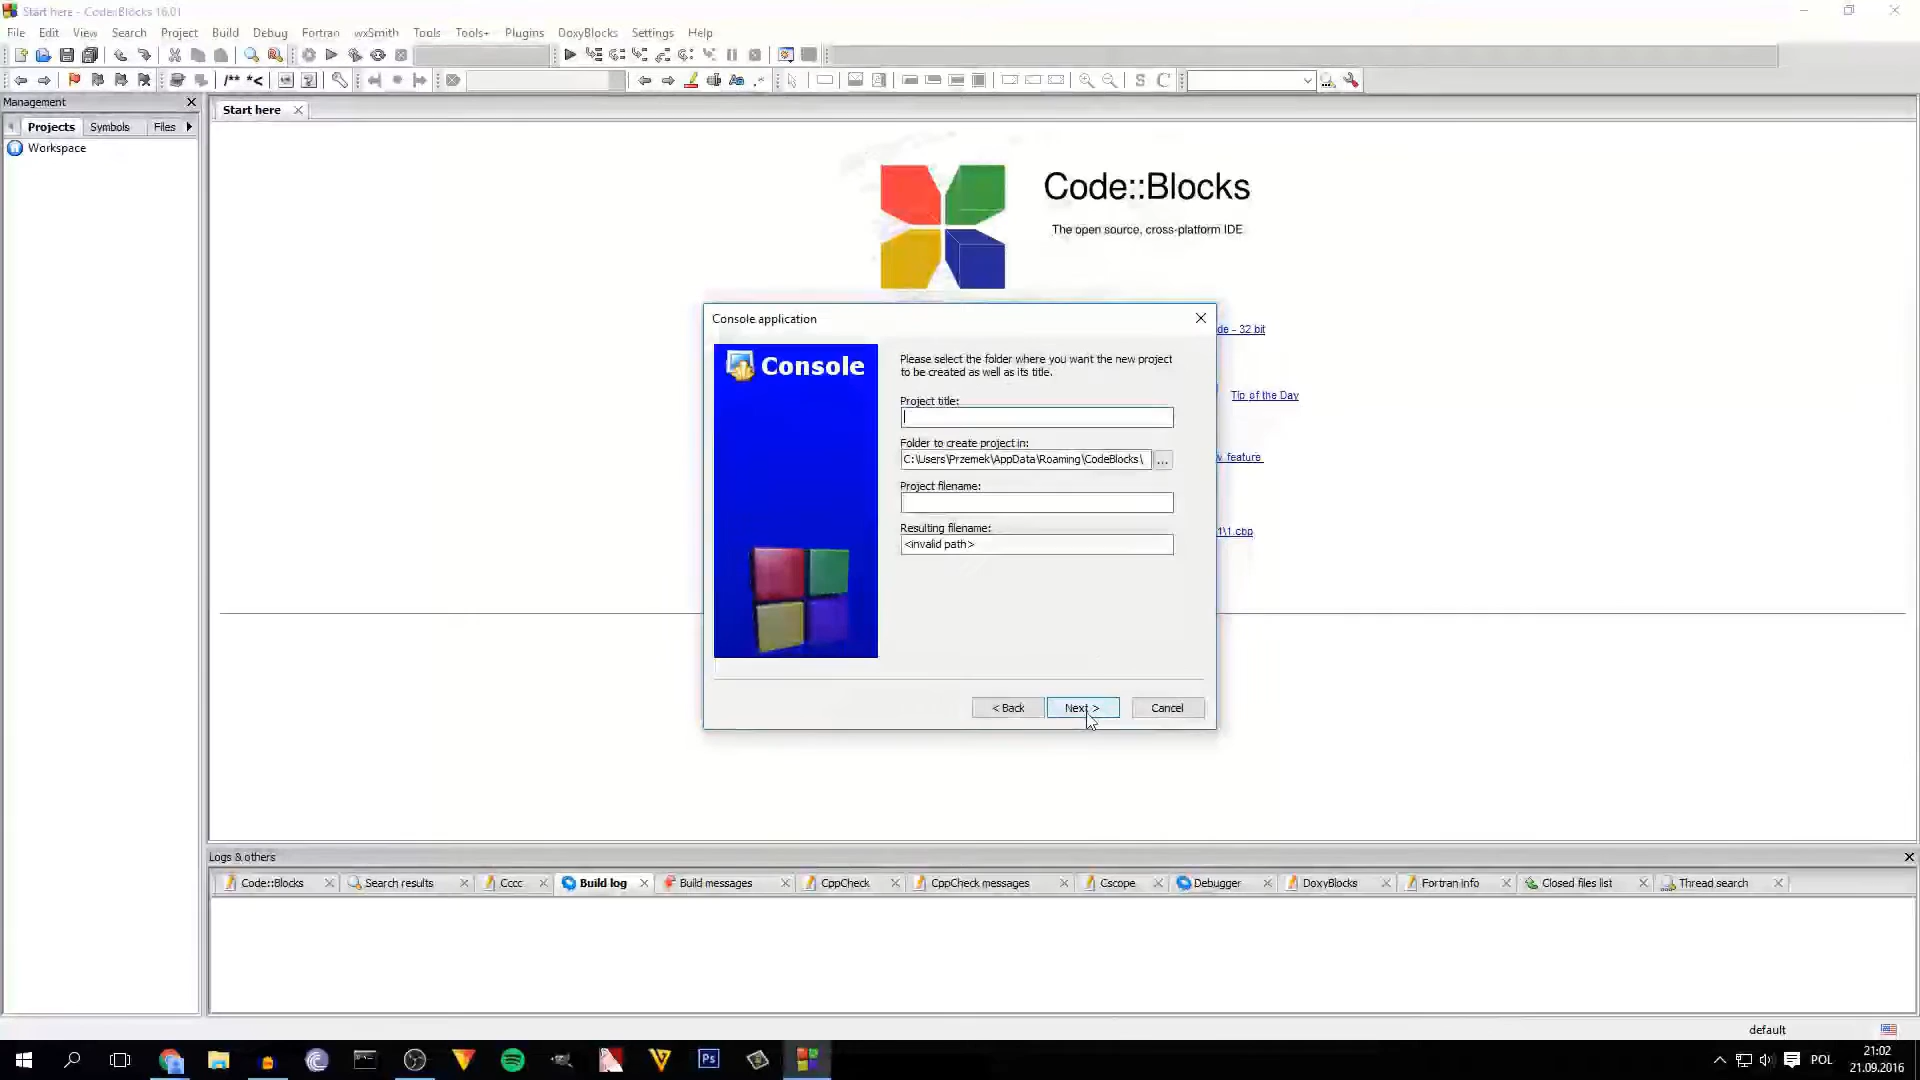 Start here - Code::Blocks 16.01
File Edit View Search Project Build Debug Fortran wxSmith Tools Tools+ Plugins DoxyBlocks Settings Help
/** *<
S C
Management
Start here
Projects Symbols Files
Workspace
Code::Blocks
The open source, cross-platform IDE
Console application
de - 32 bit
Console
Please select the folder where you want the new project
to be created as well as its title.
Tip of the Day
Project title:
Folder to create project in:
C:\Users\Przemek\AppData\Roaming\CodeBlocks\ ...
feature
Project filename:
Resulting filename:
1\1.cbp
<invalid path>
< Back Next > Cancel
Logs & others
Code::Blocks Search results Cccc Build log Build messages CppCheck CppCheck messages Cscope Debugger DoxyBlocks Fortran info Closed files list Thread search
default
Ps
POL
21:02
21.09.2016